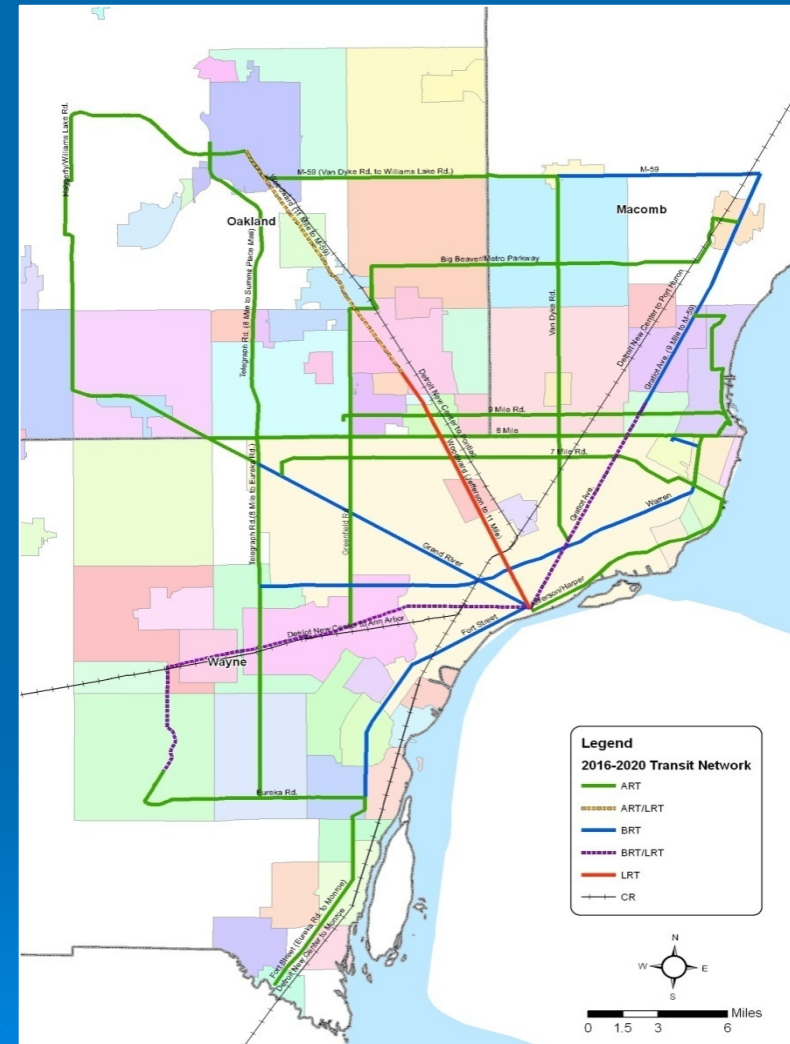 Haggerty/Williams Lake Rd.
M-59 (Van Dyke Rd. to Williams Lake Rd.)
M-59
Woodward (11 Mile to M-59)
Oakland
Macomb
Telegraph Rd. (8 Mile to Summit Place Mall)
Big Beaver/Metro Parkway
Van Dyke Rd.
Detroit New Center to Port Huron
Gratiot Ave. (9 Mile to M-59)
Detroit New Center to Pontiac
9 Mile Rd.
8 Mile
7 Mile Rd.
Woodward (Jefferson to 11 Mile)
Telegraph Rd.(8 Mile to Eureka Rd.)
Greenfield Rd.
Gratiot Ave.
Warren
Grand River
Jefferson/Harper
Fort Street
Detroit New Center to Ann Arbor
Wayne
Eureka Rd.
Fort Street (Eureka Rd. to Monroe)
Detroit New Center to Monroe
Legend
2016-2020 Transit Network
ART
ART/LRT
BRT
BRT/LRT
LRT
CR
N
W E
S
Miles
0 1.5 3 6